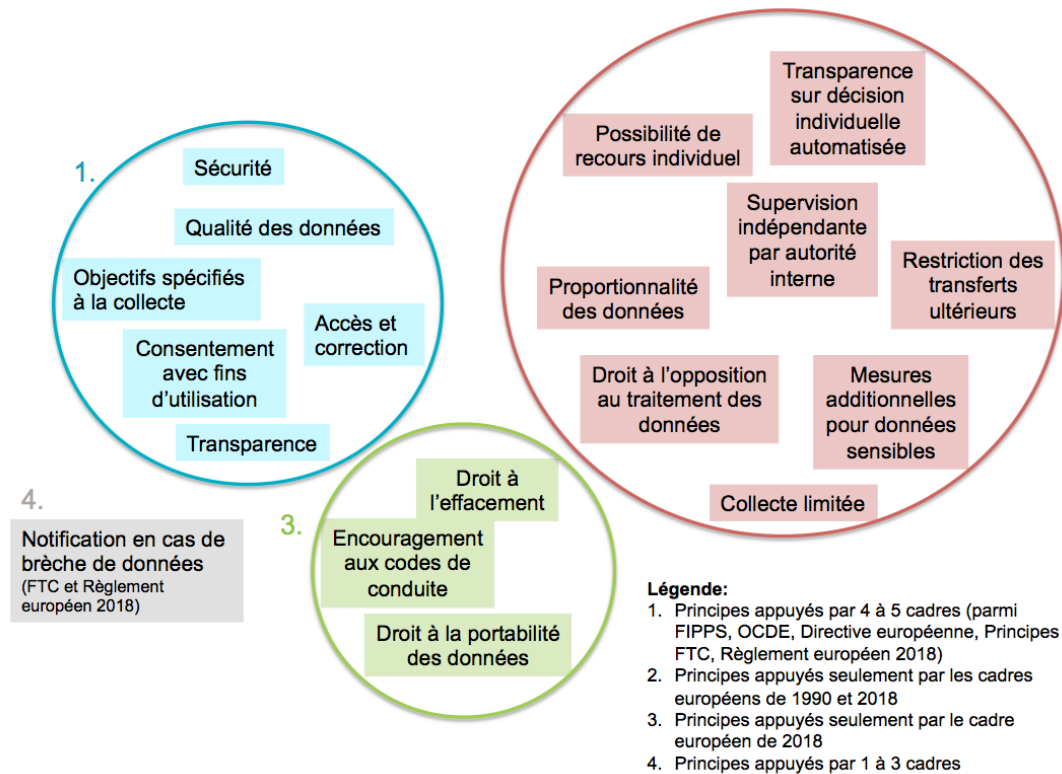 1.
Sécurité
Qualité des données
Objectifs spécifiés
à la collecte
Accès et
correction
Consentement
avec fins
d'utilisation
Transparence
Transparence
sur décision
individuelle
automatisée
Possibilité de
recours individuel
Supervision
indépendante
par autorité
interne
Restriction des
transferts
ultérieurs
Proportionnalité
des données
Droit à l'opposition
au traitement des
données
Mesures
additionnelles
pour données
sensibles
Collecte limitée
3.
Droit à
l'effacement
Encouragement
aux codes de
conduite
Droit à la portabilité
des données
4.
Notification en cas de
brèche de données
(FTC et Règlement
européen 2018)
Légende:
1. Principes appuyés par 4 à 5 cadres (parmi
FIPPS, OCDE, Directive européenne, Principes
FTC, Règlement européen 2018)
2. Principes appuyés seulement par les cadres
européens de 1990 et 2018
3. Principes appuyés seulement par le cadre
européen de 2018
4. Principes appuyés par 1 à 3 cadres